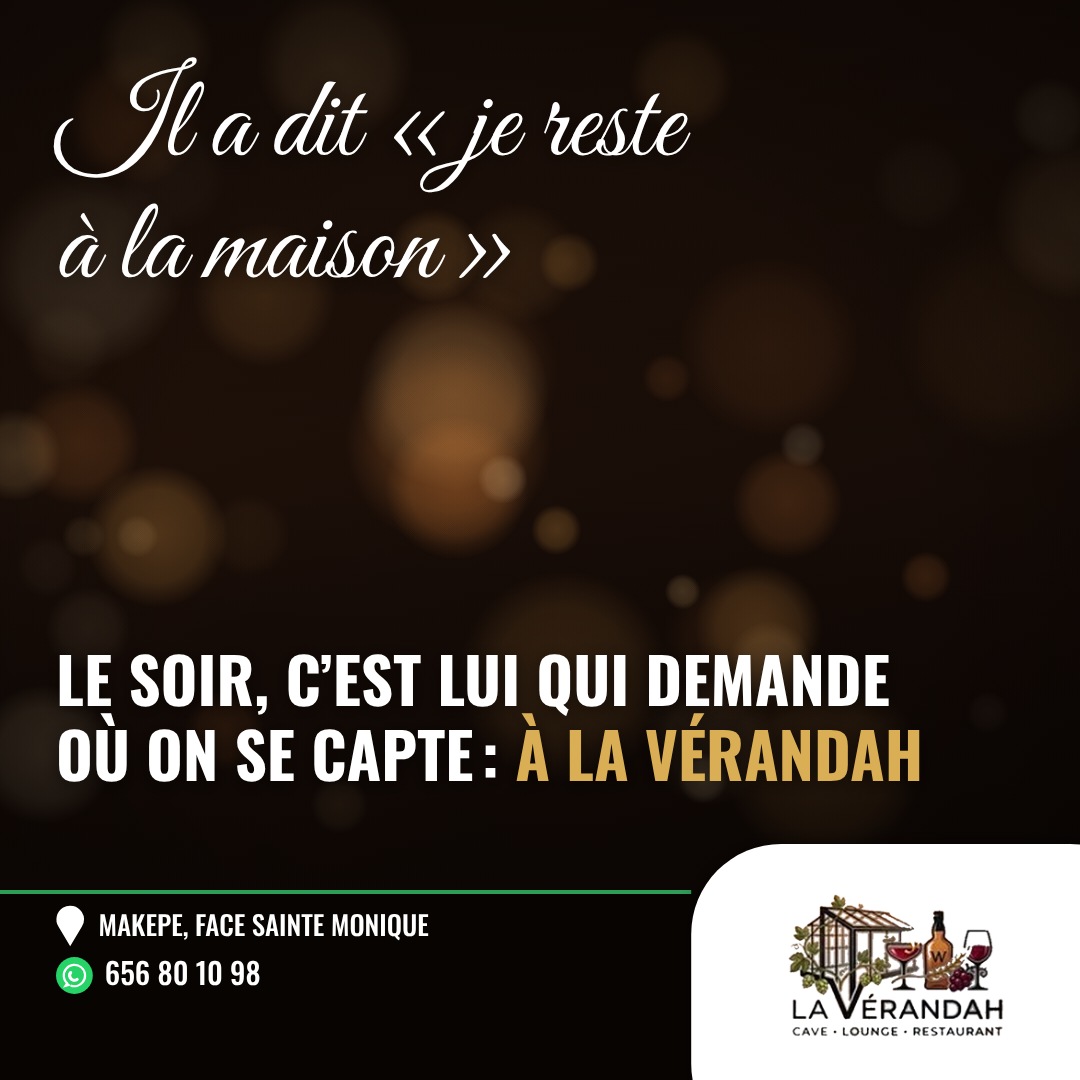 Il a dit « je reste
à la maison »
LE SOIR, C’EST LUI QUI DEMANDE
OÙ ON SE CAPTE : À LA VÉRANDAH
MAKEPE, FACE SAINTE MONIQUE
656 80 10 98
W
LA VÉRANDAH
CAVE • LOUNGE • RESTAURANT